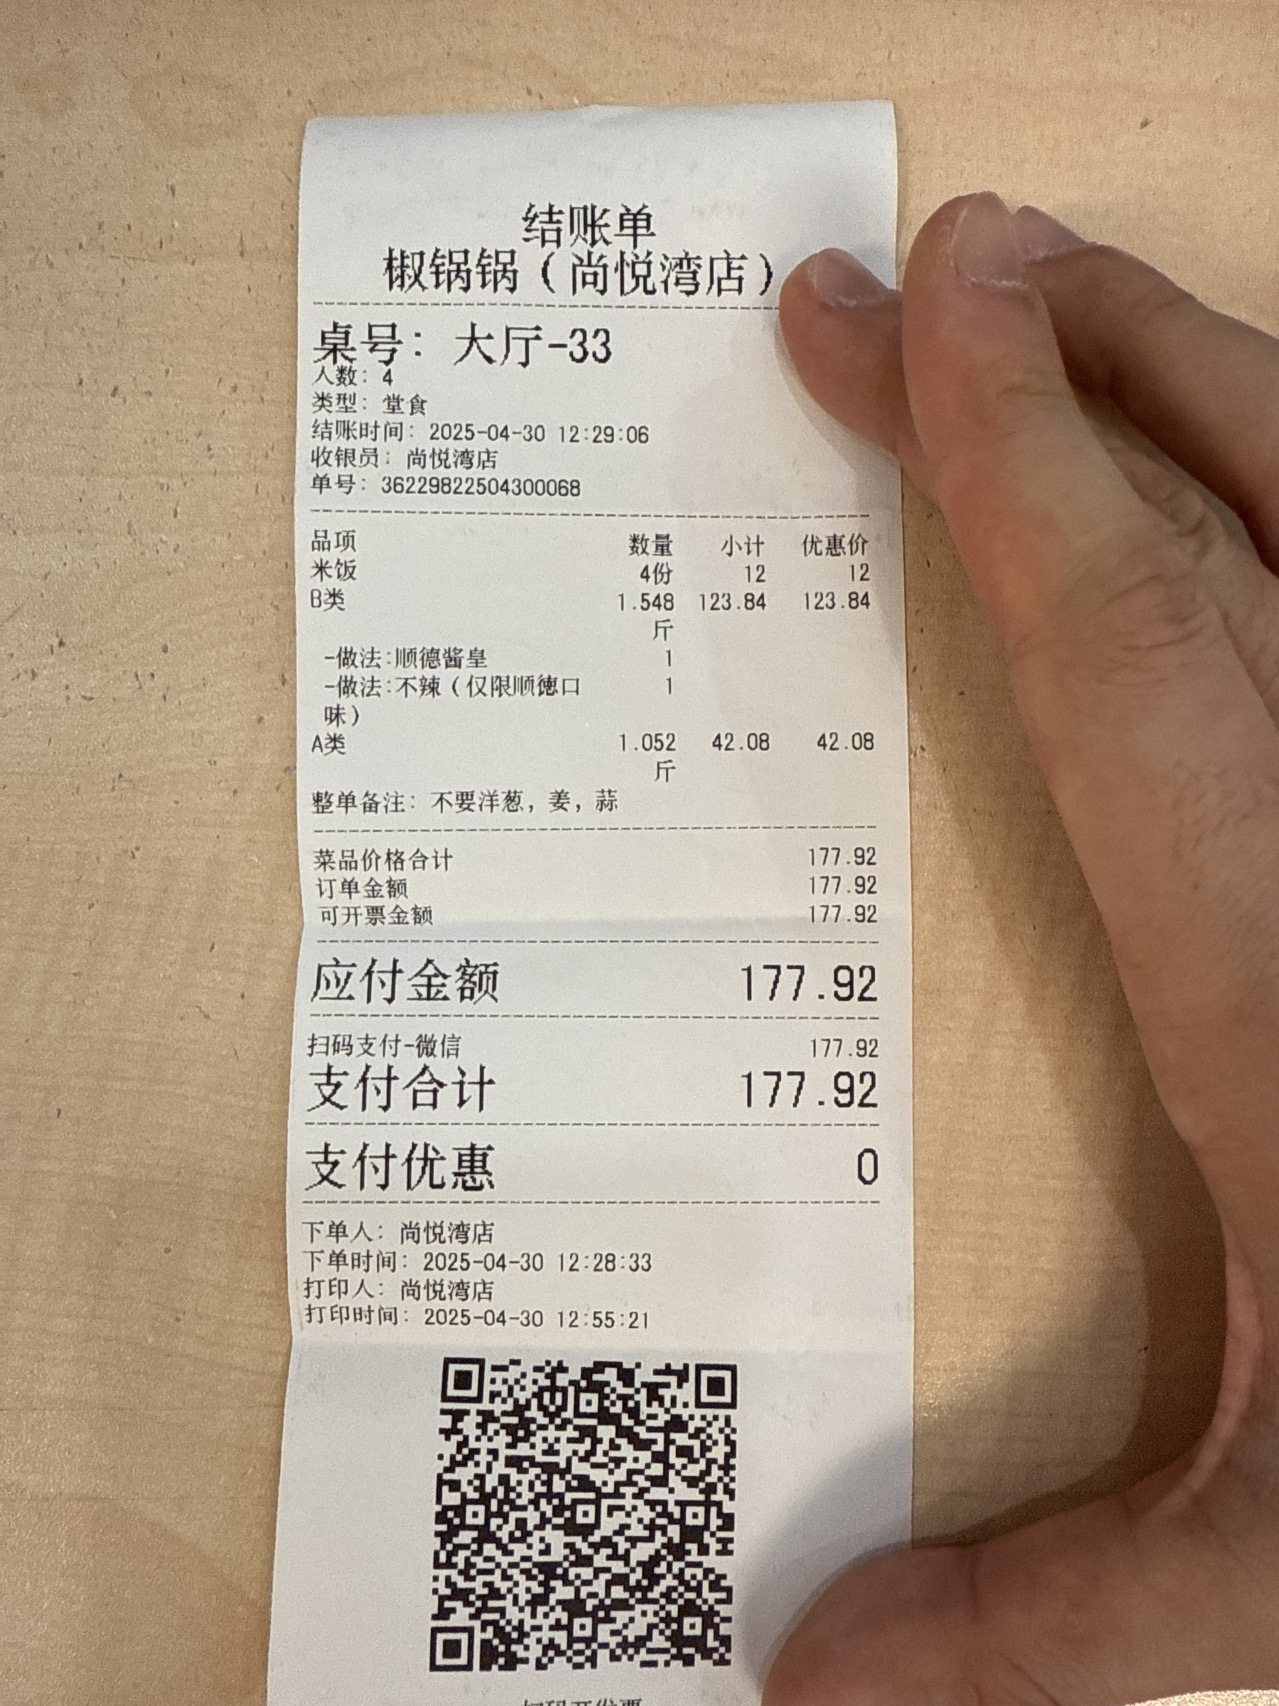 结账单
椒锅锅（尚悦湾店）
桌号：大厅-33
人数：4
类型：堂食
结账时间：2025-04-30 12:29:06
收银员：尚悦湾店
单号：36229822504300068
品项 数量 小计 优惠价
米饭 4份 12 12
B类 1.548 123.84 123.84
斤
-做法:顺德酱皇 1
-做法:不辣（仅限顺德口 1
味）
A类 1.052 42.08 42.08
斤
整单备注：不要洋葱，姜，蒜
菜品价格合计 177.92
订单金额 177.92
可开票金额 177.92
应付金额 177.92
扫码支付-微信 177.92
支付合计 177.92
支付优惠 0
下单人：尚悦湾店
下单时间：2025-04-30 12:28:33
打印人：尚悦湾店
打印时间：2025-04-30 12:55:21